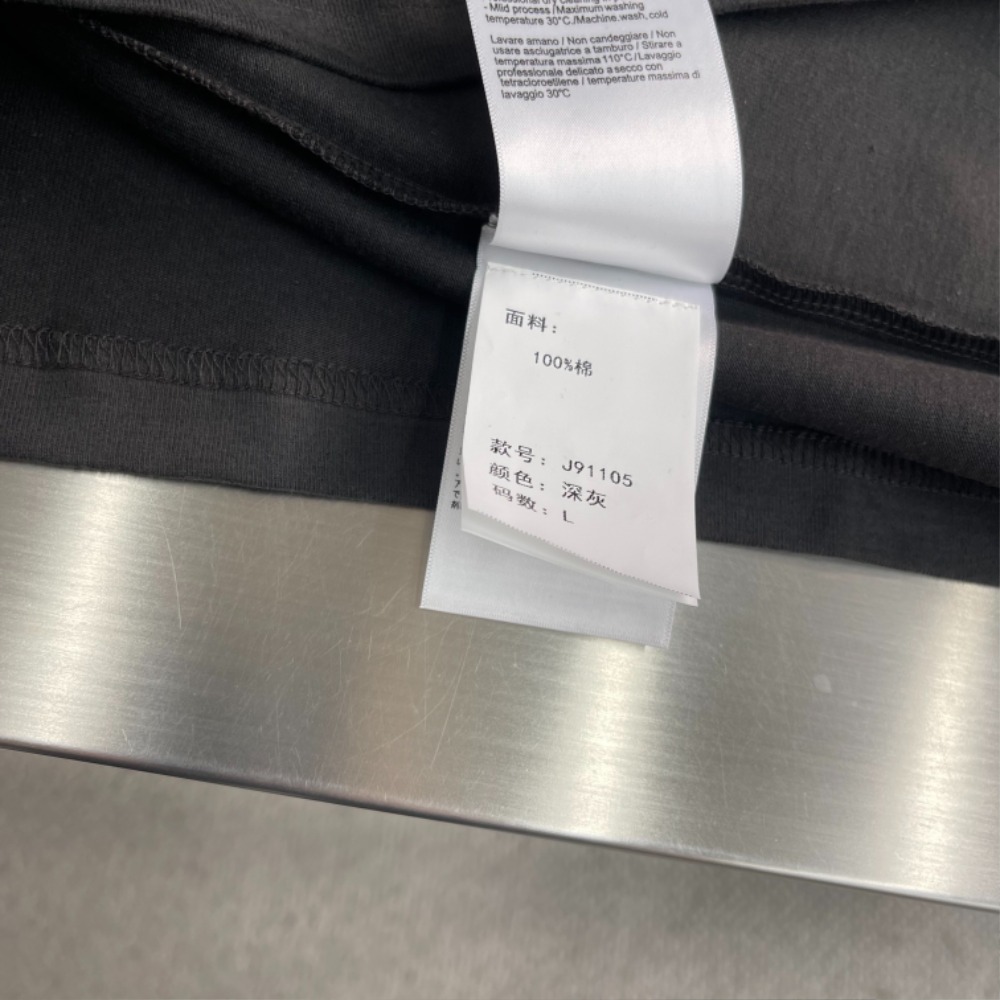 - Mild process /Maximum washing
temperature 30°C./Machine.wash, cold
Lavare amano / Non candeggiare / Non
usare asciugatrice a tamburo / Stirare a
temperatura massima 110°C /Lavaggio
professionale delicato a secco con
tetracloroetilene / temperature massima di
lavaggio 30°C
面料：
100%棉
款号：J91105
颜色：深灰
码数：L